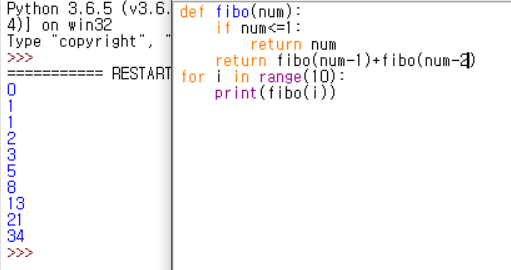 Python 3.6.5 (v3.6.
4)] on win32
Type "copyright", "
>>>
=========== RESTART
0
1
1
2
3
5
8
13
21
34
>>>
def fibo(num):
    if num<=1:
        return num
    return fibo(num-1)+fibo(num-2)
for i in range(10):
    print(fibo(i))